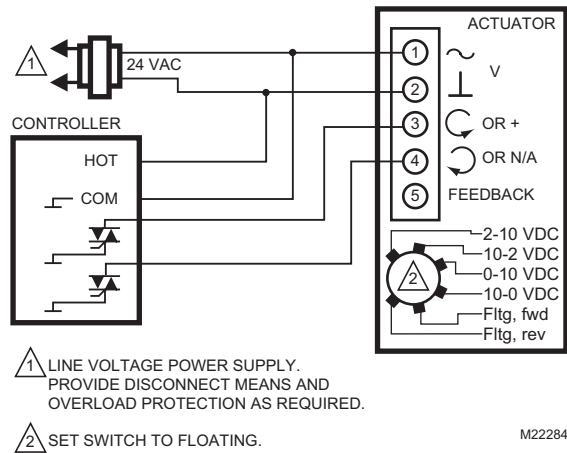 ACTUATOR
1
24 VAC
1
V
2
CONTROLLER
3 OR +
HOT
4 OR N/A
COM
5 FEEDBACK
2-10 VDC
10-2 VDC
0-10 VDC
2
10-0 VDC
Fltg, fwd
Fltg, rev
1 LINE VOLTAGE POWER SUPPLY.
PROVIDE DISCONNECT MEANS AND
OVERLOAD PROTECTION AS REQUIRED.
2 SET SWITCH TO FLOATING.
M22284